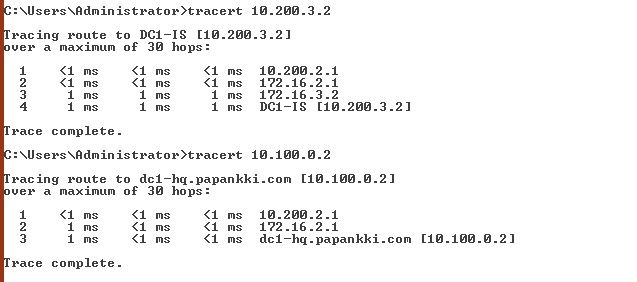 C:\Users\Administrator>tracert 10.200.3.2
Tracing route to DC1-IS [10.200.3.2]
over a maximum of 30 hops:
1 <1 ms <1 ms <1 ms 10.200.2.1
2 <1 ms <1 ms <1 ms 172.16.2.1
3 1 ms 1 ms 1 ms 172.16.3.2
4 1 ms 1 ms 1 ms DC1-IS [10.200.3.2]
Trace complete.
C:\Users\Administrator>tracert 10.100.0.2
Tracing route to dc1-hq.papankki.com [10.100.0.2]
over a maximum of 30 hops:
1 <1 ms <1 ms <1 ms 10.200.2.1
2 1 ms <1 ms <1 ms 172.16.2.1
3 <1 ms <1 ms <1 ms dc1-hq.papankki.com [10.100.0.2]
Trace complete.